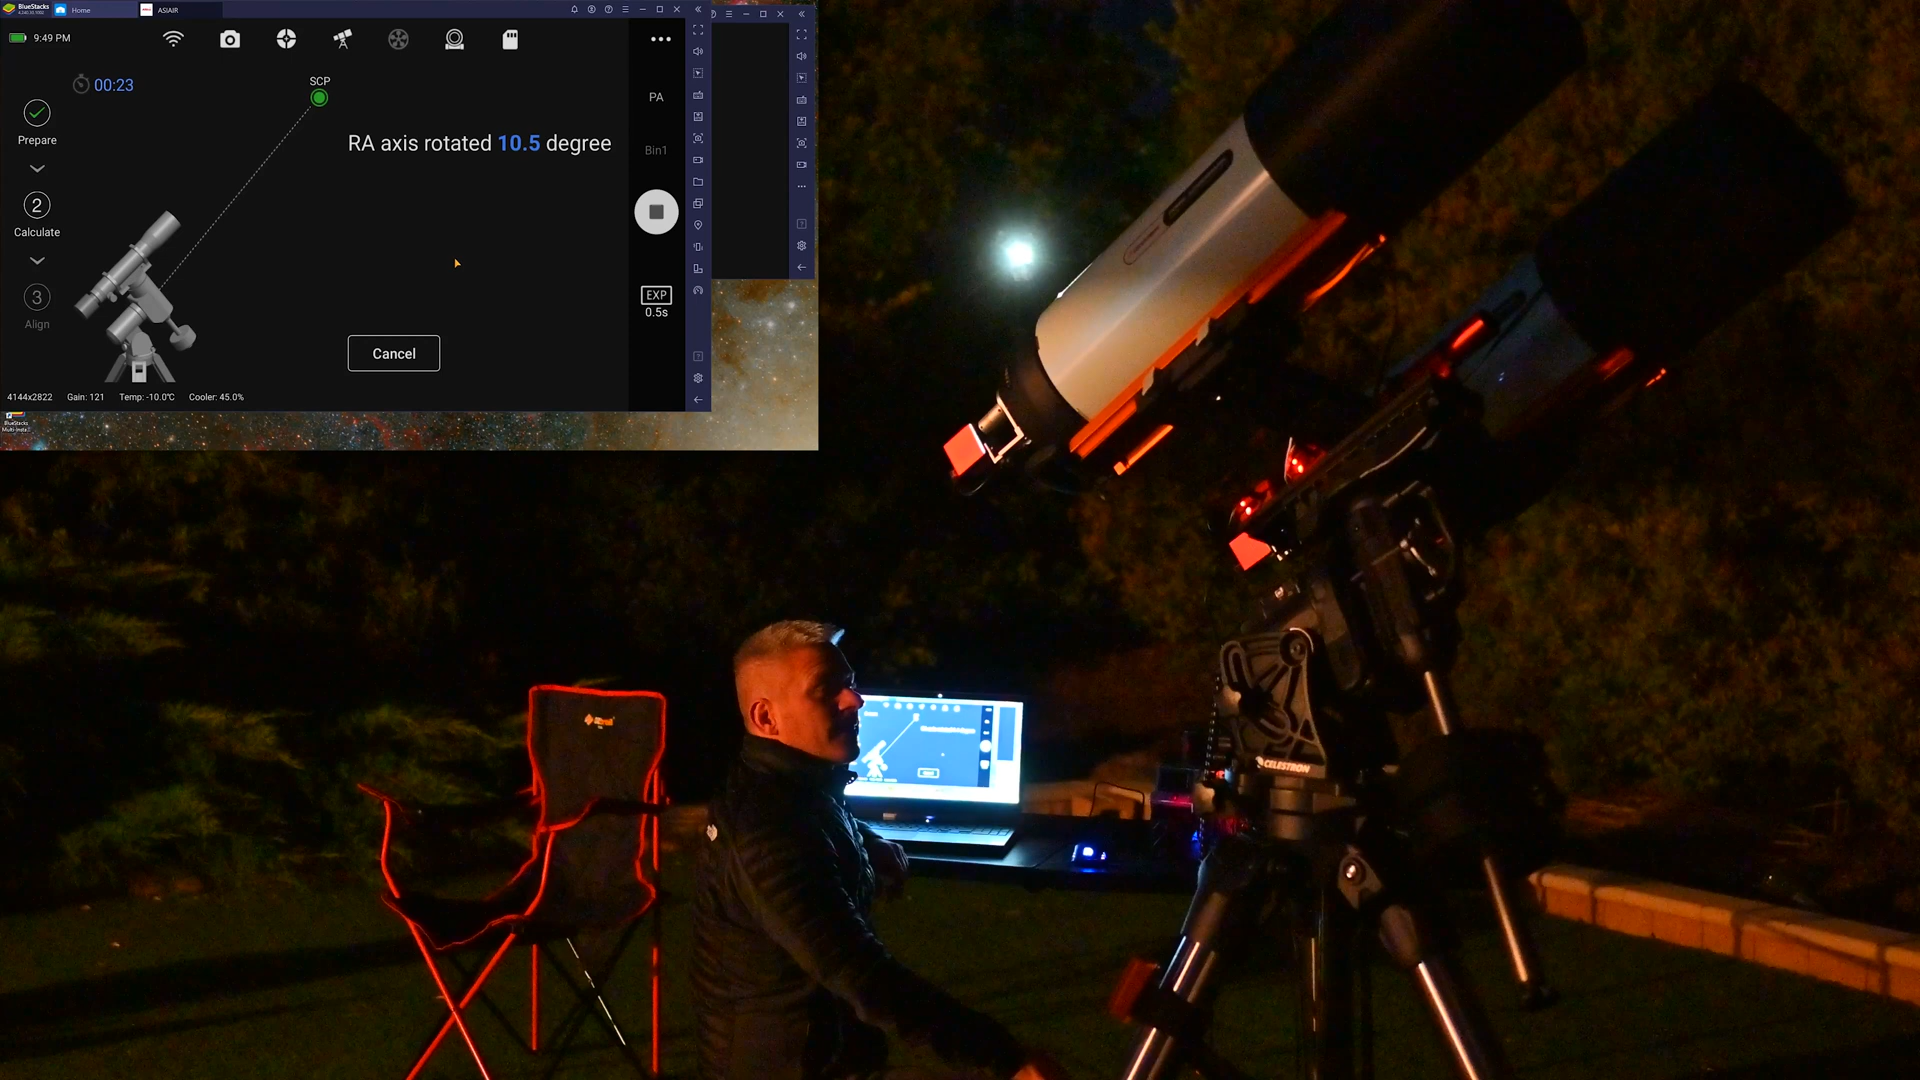 BlueStacks
Home
ASIAIR
9:49 PM
00:23
SCP
Prepare
RA axis rotated 10.5 degree
PA
Bin1
2
Calculate
3
Align
EXP
0.5s
Cancel
4144x2822 Gain: 121 Temp: -10.0℃ Cooler: 45.0%
BlueStacks
CELESTRON